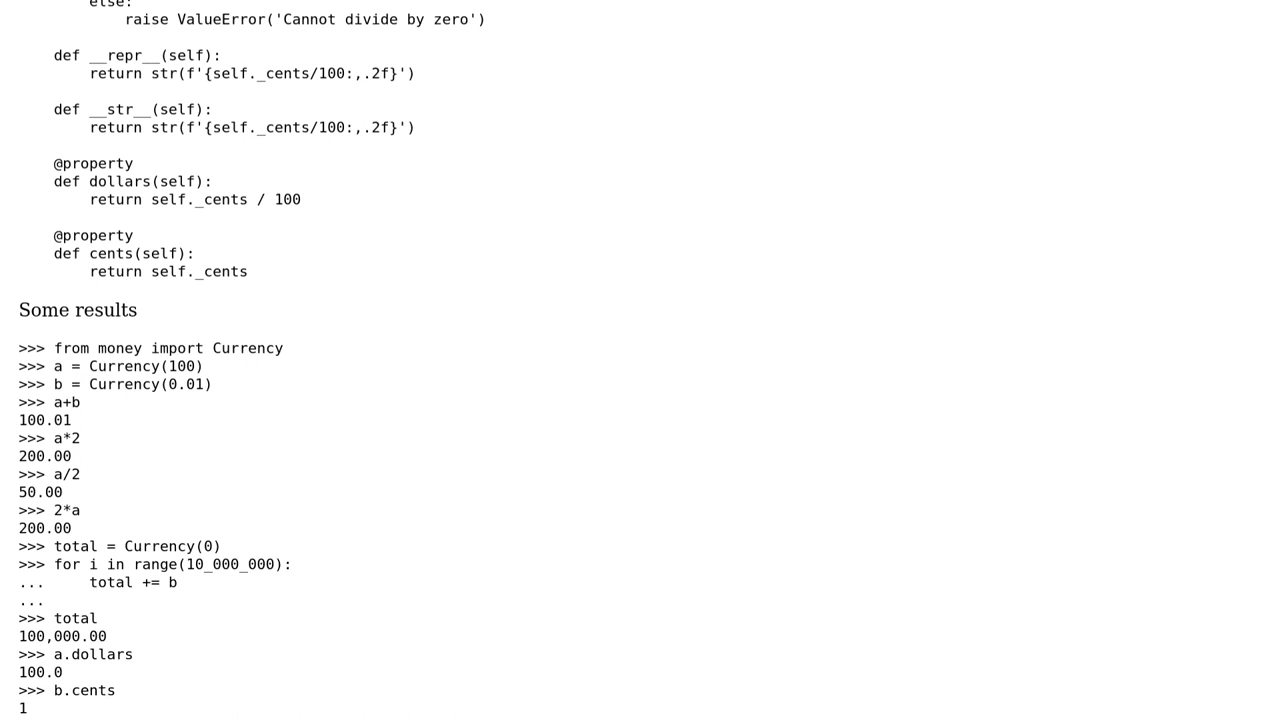 else:
            raise ValueError('Cannot divide by zero')
    def __repr__(self):
        return str(f'{self._cents/100:,.2f}')
    def __str__(self):
        return str(f'{self._cents/100:,.2f}')
    @property
    def dollars(self):
        return self._cents / 100
    @property
    def cents(self):
        return self._cents
Some results
>>> from money import Currency
>>> a = Currency(100)
>>> b = Currency(0.01)
>>> a+b
100.01
>>> a*2
200.00
>>> a/2
50.00
>>> 2*a
200.00
>>> total = Currency(0)
>>> for i in range(10_000_000):
...     total += b
...
>>> total
100,000.00
>>> a.dollars
100.0
>>> b.cents
1